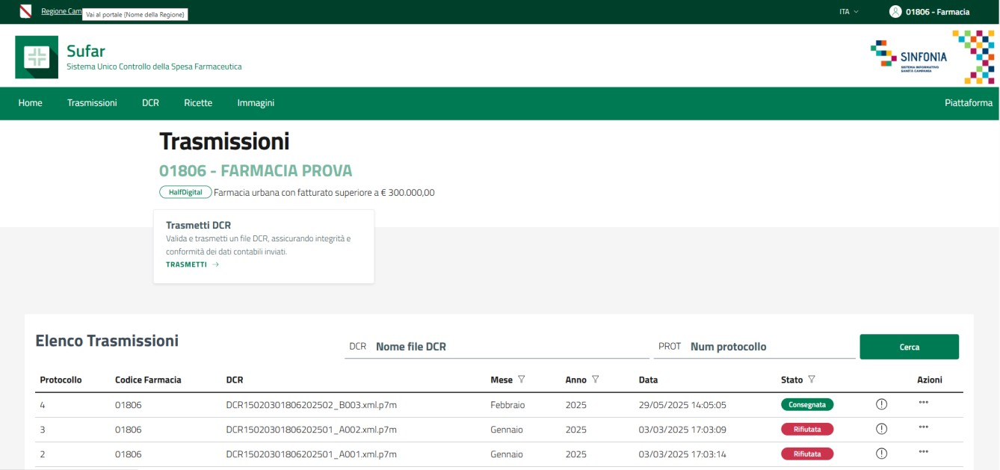 Regione Cam
Vai al portale {Nome della Regione}
ITA
01806 - Farmacia
Sufar
Sistema Unico Controllo della Spesa Farmaceutica
SINFONIA
SISTEMA INFORMATIVO
SANITÀ CAMPANIA
Home Trasmissioni DCR Ricette Immagini Piattaforma
Trasmissioni
01806 - FARMACIA PROVA
HalfDigital Farmacia urbana con fatturato superiore a € 300.000,00
Trasmetti DCR
Valida e trasmetti un file DCR, assicurando integrità e
conformità dei dati contabili inviati.
TRASMETTI →
Elenco Trasmissioni
DCR Nome file DCR PROT Num protocollo Cerca
Protocollo Codice Farmacia DCR Mese Anno Data Stato Azioni
4 01806 DCR15020301806202502_B003.xml.p7m Febbraio 2025 29/05/2025 14:05:05 Consegnata
3 01806 DCR15020301806202501_A002.xml.p7m Gennaio 2025 03/03/2025 17:03:09 Rifiutata
2 01806 DCR15020301806202501_A001.xml.p7m Gennaio 2025 03/03/2025 17:03:14 Rifiutata